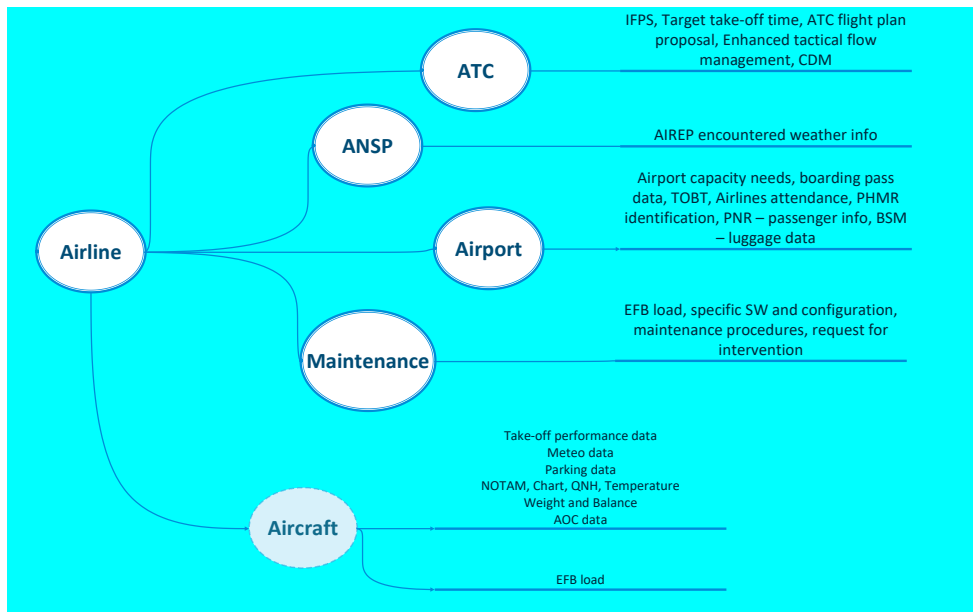 IFPS, Target take-off time, ATC flight plan
proposal, Enhanced tactical flow
management, CDM
ATC
ANSP
AIREP encountered weather info
Airport capacity needs, boarding pass
data, TOBT, Airlines attendance, PHMR
identification, PNR – passenger info, BSM
– luggage data
Airline
Airport
EFB load, specific SW and configuration,
maintenance procedures, request for
intervention
Maintenance
Take-off performance data
Meteo data
Parking data
NOTAM, Chart, QNH, Temperature
Weight and Balance
AOC data
Aircraft
EFB load